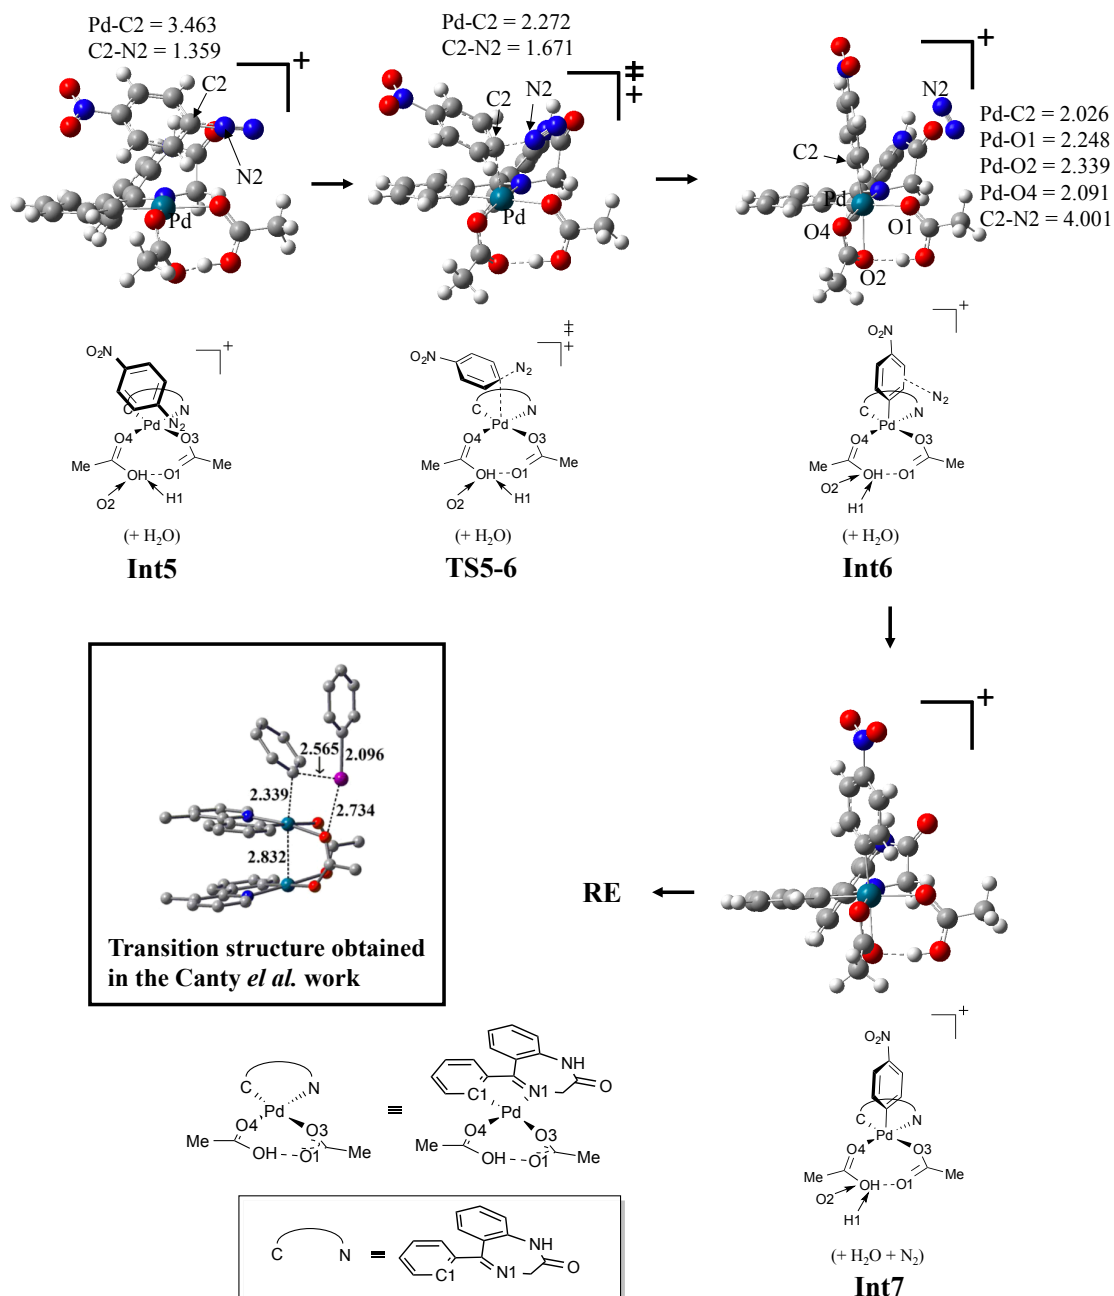 Pd-C2 = 3.463
C2-N2 = 1.359
+
C2
N2
Pd
Pd-C2 = 2.272
C2-N2 = 1.671
‡
+
C2
N2
Pd
+
N2
C2
Pd
O4
O1
O2
Pd-C2 = 2.026
Pd-O1 = 2.248
Pd-O2 = 2.339
Pd-O4 = 2.091
C2-N2 = 4.001
+
O₂N
C
N
N₂
Pd
O4
O3
Me
OH---O1
Me
O2
H1
(+ H₂O)
Int5
‡
+
O₂N
N₂
C
N
Pd
O4
O3
Me
OH---O1
Me
O2
H1
(+ H₂O)
TS5-6
+
O₂N
N₂
C
N
Pd
O4
O3
Me
OH---O1
Me
O2
H1
(+ H₂O)
Int6
2.565
2.096
2.339
2.734
2.832
Transition structure obtained
in the Canty el al. work
+
RE
+
O₂N
C
N
Pd
O4
O3
Me
OH---O1
Me
O2
H1
(+ H₂O + N₂)
Int7
C
N
Pd
O4
O3
Me
OH---O1
Me
≡
NH
O
N1
C1
Pd
O4
O3
Me
OH---O1
Me
C
N
=
NH
O
N1
C1